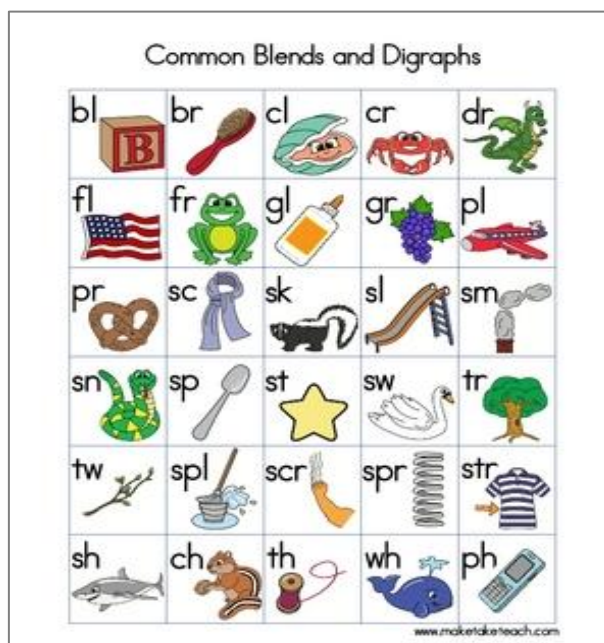 Common Blends and Digraphs
bl br cl cr dr
B
fl fr gl gr pl
pr sc sk sl sm
sn sp st sw tr
tw spl scr spr str
sh ch th wh ph
www.maketaketeach.com